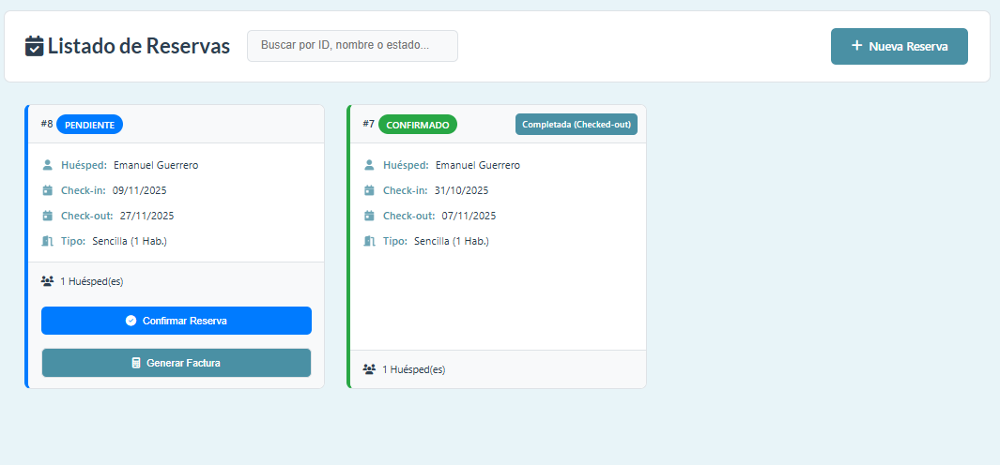 Listado de Reservas
Buscar por ID, nombre o estado...
Nueva Reserva
#8 PENDIENTE
Huésped: Emanuel Guerrero
Check-in: 09/11/2025
Check-out: 27/11/2025
Tipo: Sencilla (1 Hab.)
1 Huésped(es)
Confirmar Reserva
Generar Factura
#7 CONFIRMADO
Completada (Checked-out)
Huésped: Emanuel Guerrero
Check-in: 31/10/2025
Check-out: 07/11/2025
Tipo: Sencilla (1 Hab.)
1 Huésped(es)